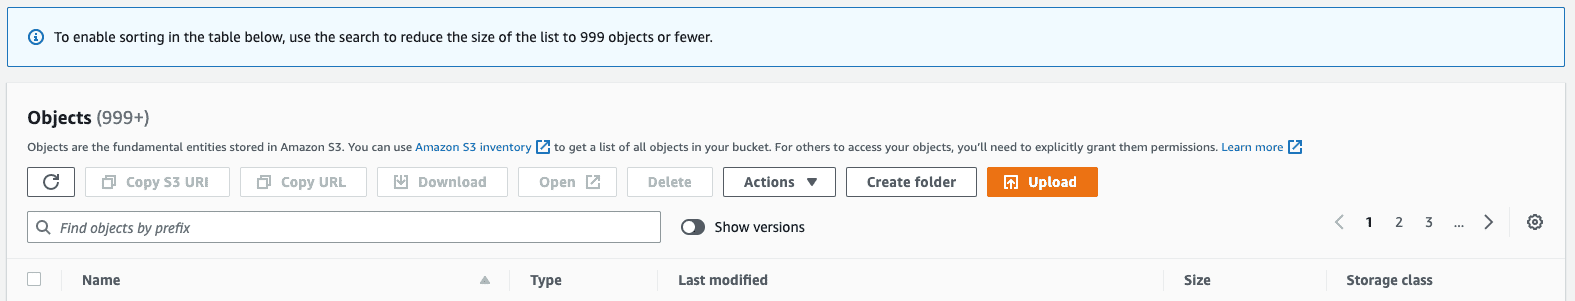 To enable sorting in the table below, use the search to reduce the size of the list to 999 objects or fewer.
Objects (999+)
Objects are the fundamental entities stored in Amazon S3. You can use Amazon S3 inventory to get a list of all objects in your bucket. For others to access your objects, you'll need to explicitly grant them permissions. Learn more
Copy S3 URI Copy URL Download Open Delete Actions Create folder Upload
Find objects by prefix Show versions 1 2 3 ...
Name Type Last modified Size Storage class